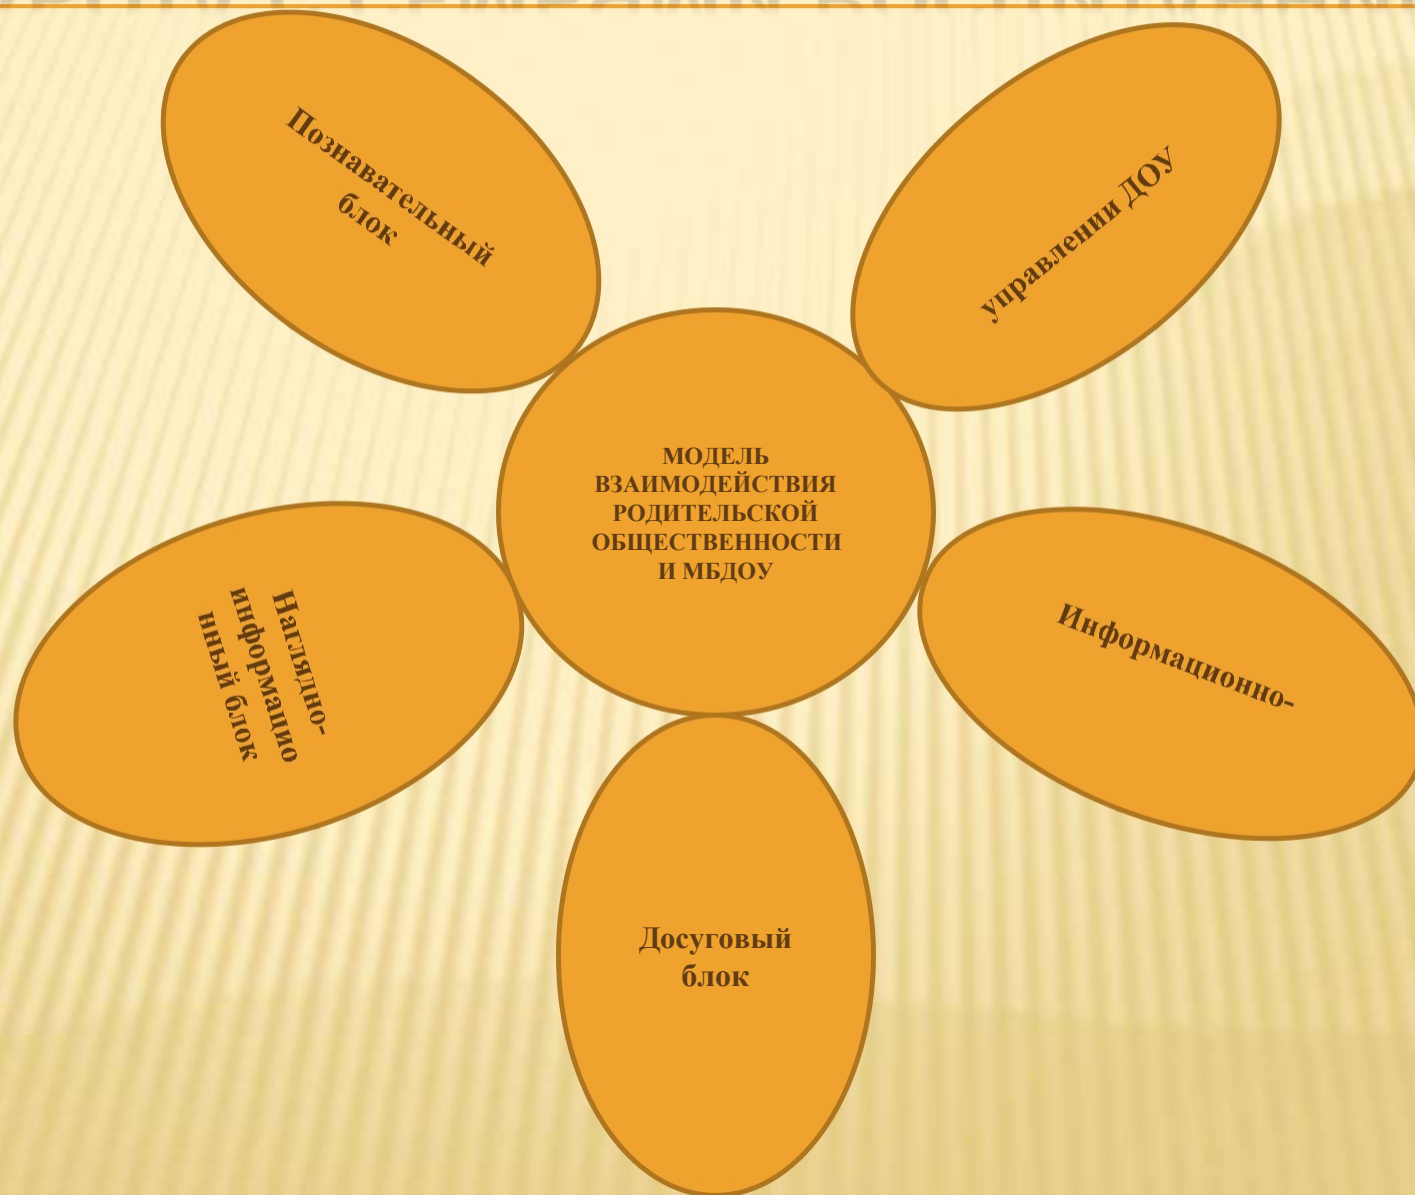 Познавательный
блок
управлении ДОУ
МОДЕЛЬ
ВЗАИМОДЕЙСТВИЯ
РОДИТЕЛЬСКОЙ
ОБЩЕСТВЕННОСТИ
И МБДОУ
Наглядно-
информацио
нный блок
Информационно-
Досуговый
блок